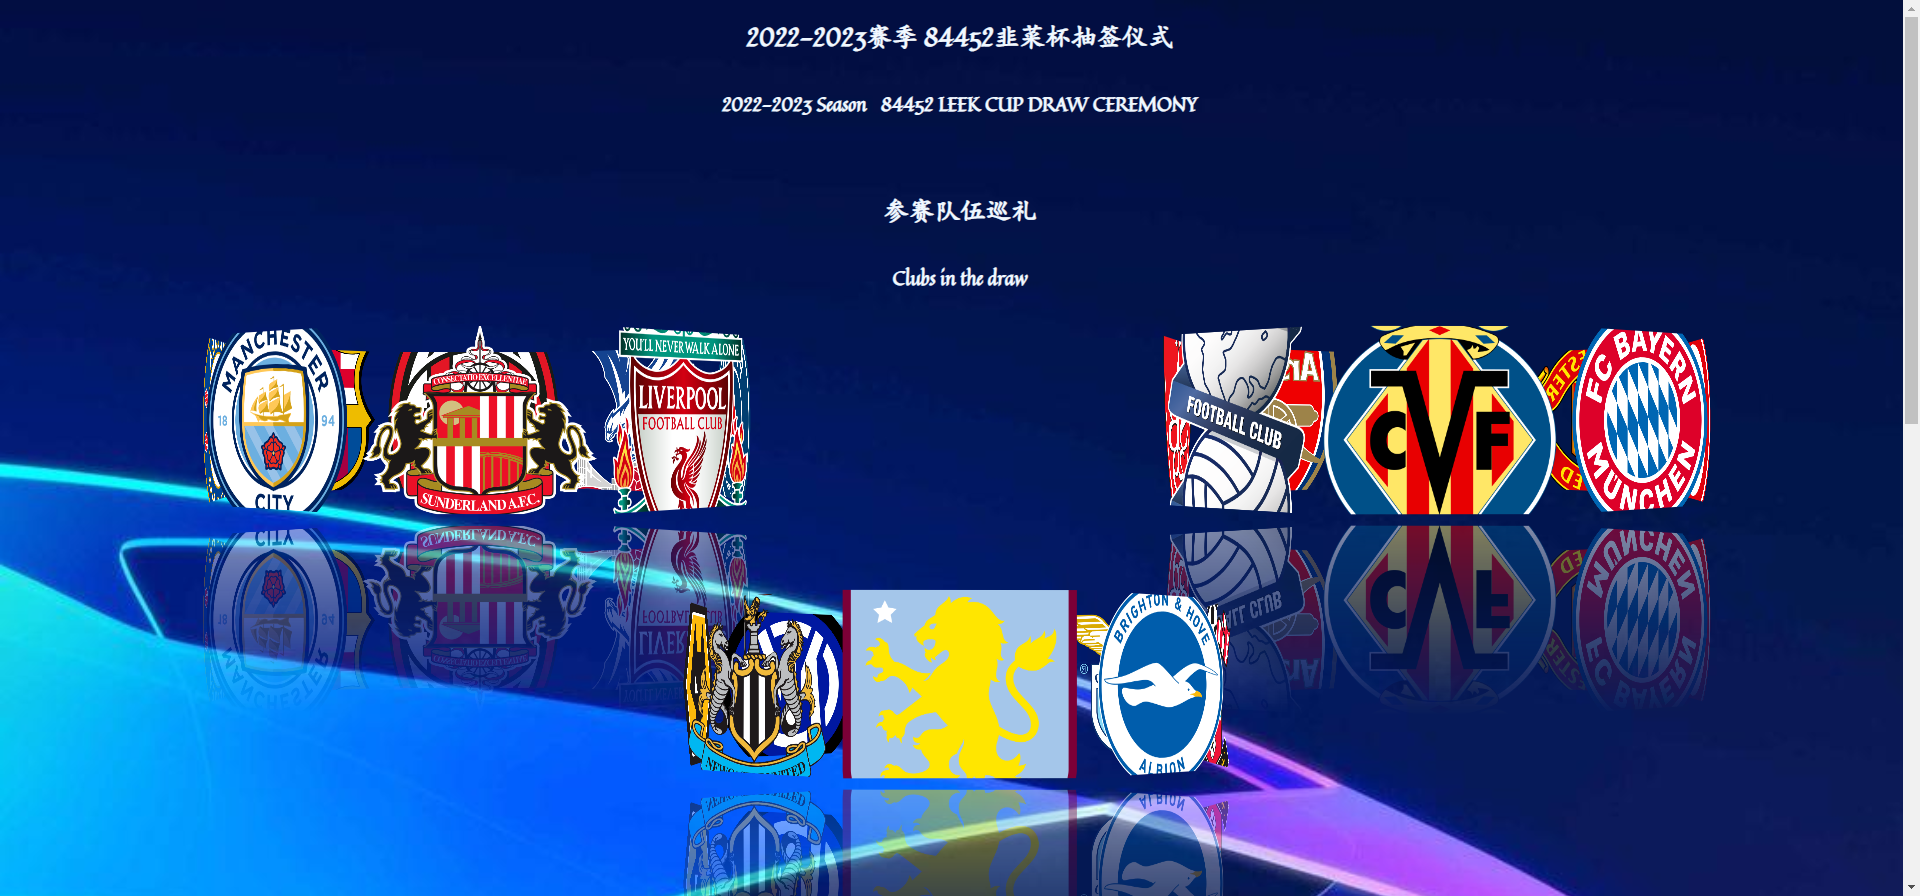 2022-2023赛季 84452韭菜杯抽签仪式
2022-2023 Season 84452 LEEK CUP DRAW CEREMONY
参赛队伍巡礼
Clubs in the draw
MANCHESTER
18 94
CITY
CONSECTATIO EXCELLENTIAE
SUNDERLAND A.F.C.
YOU'LL NEVER WALK ALONE
LIVERPOOL
FOOTBALL CLUB
FOOTBALL CLUB
CVF
FC BAYERN
MÜNCHEN
BRIGHTON & HOVE
ALBION